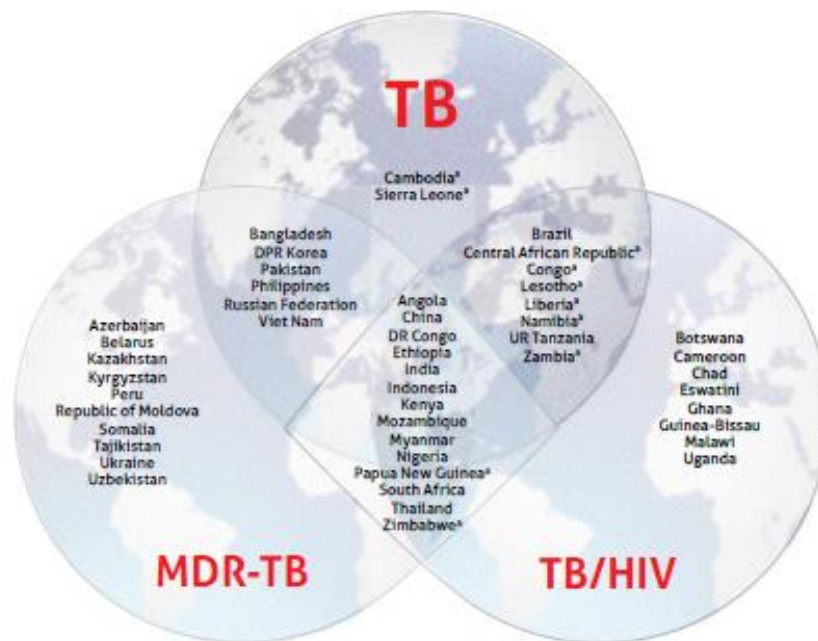 TB
Cambodiaª
Sierra Leoneª
Bangladesh
DPR Korea
Pakistan
Philippines
Russian Federation
Viet Nam
Brazil
Central African Republicª
Congoª
Lesothoª
Liberiaª
Namibiaª
UR Tanzania
Zambiaª
Angola
China
DR Congo
Ethiopia
India
Indonesia
Kenya
Mozambique
Myanmar
Nigeria
Papua New Guineaª
South Africa
Thailand
Zimbabweª
Azerbaijan
Belarus
Kazakhstan
Kyrgyzstan
Peru
Republic of Moldova
Somalia
Tajikistan
Ukraine
Uzbekistan
Botswana
Cameroon
Chad
Eswatini
Ghana
Guinea-Bissau
Malawi
Uganda
MDR-TB
TB/HIV